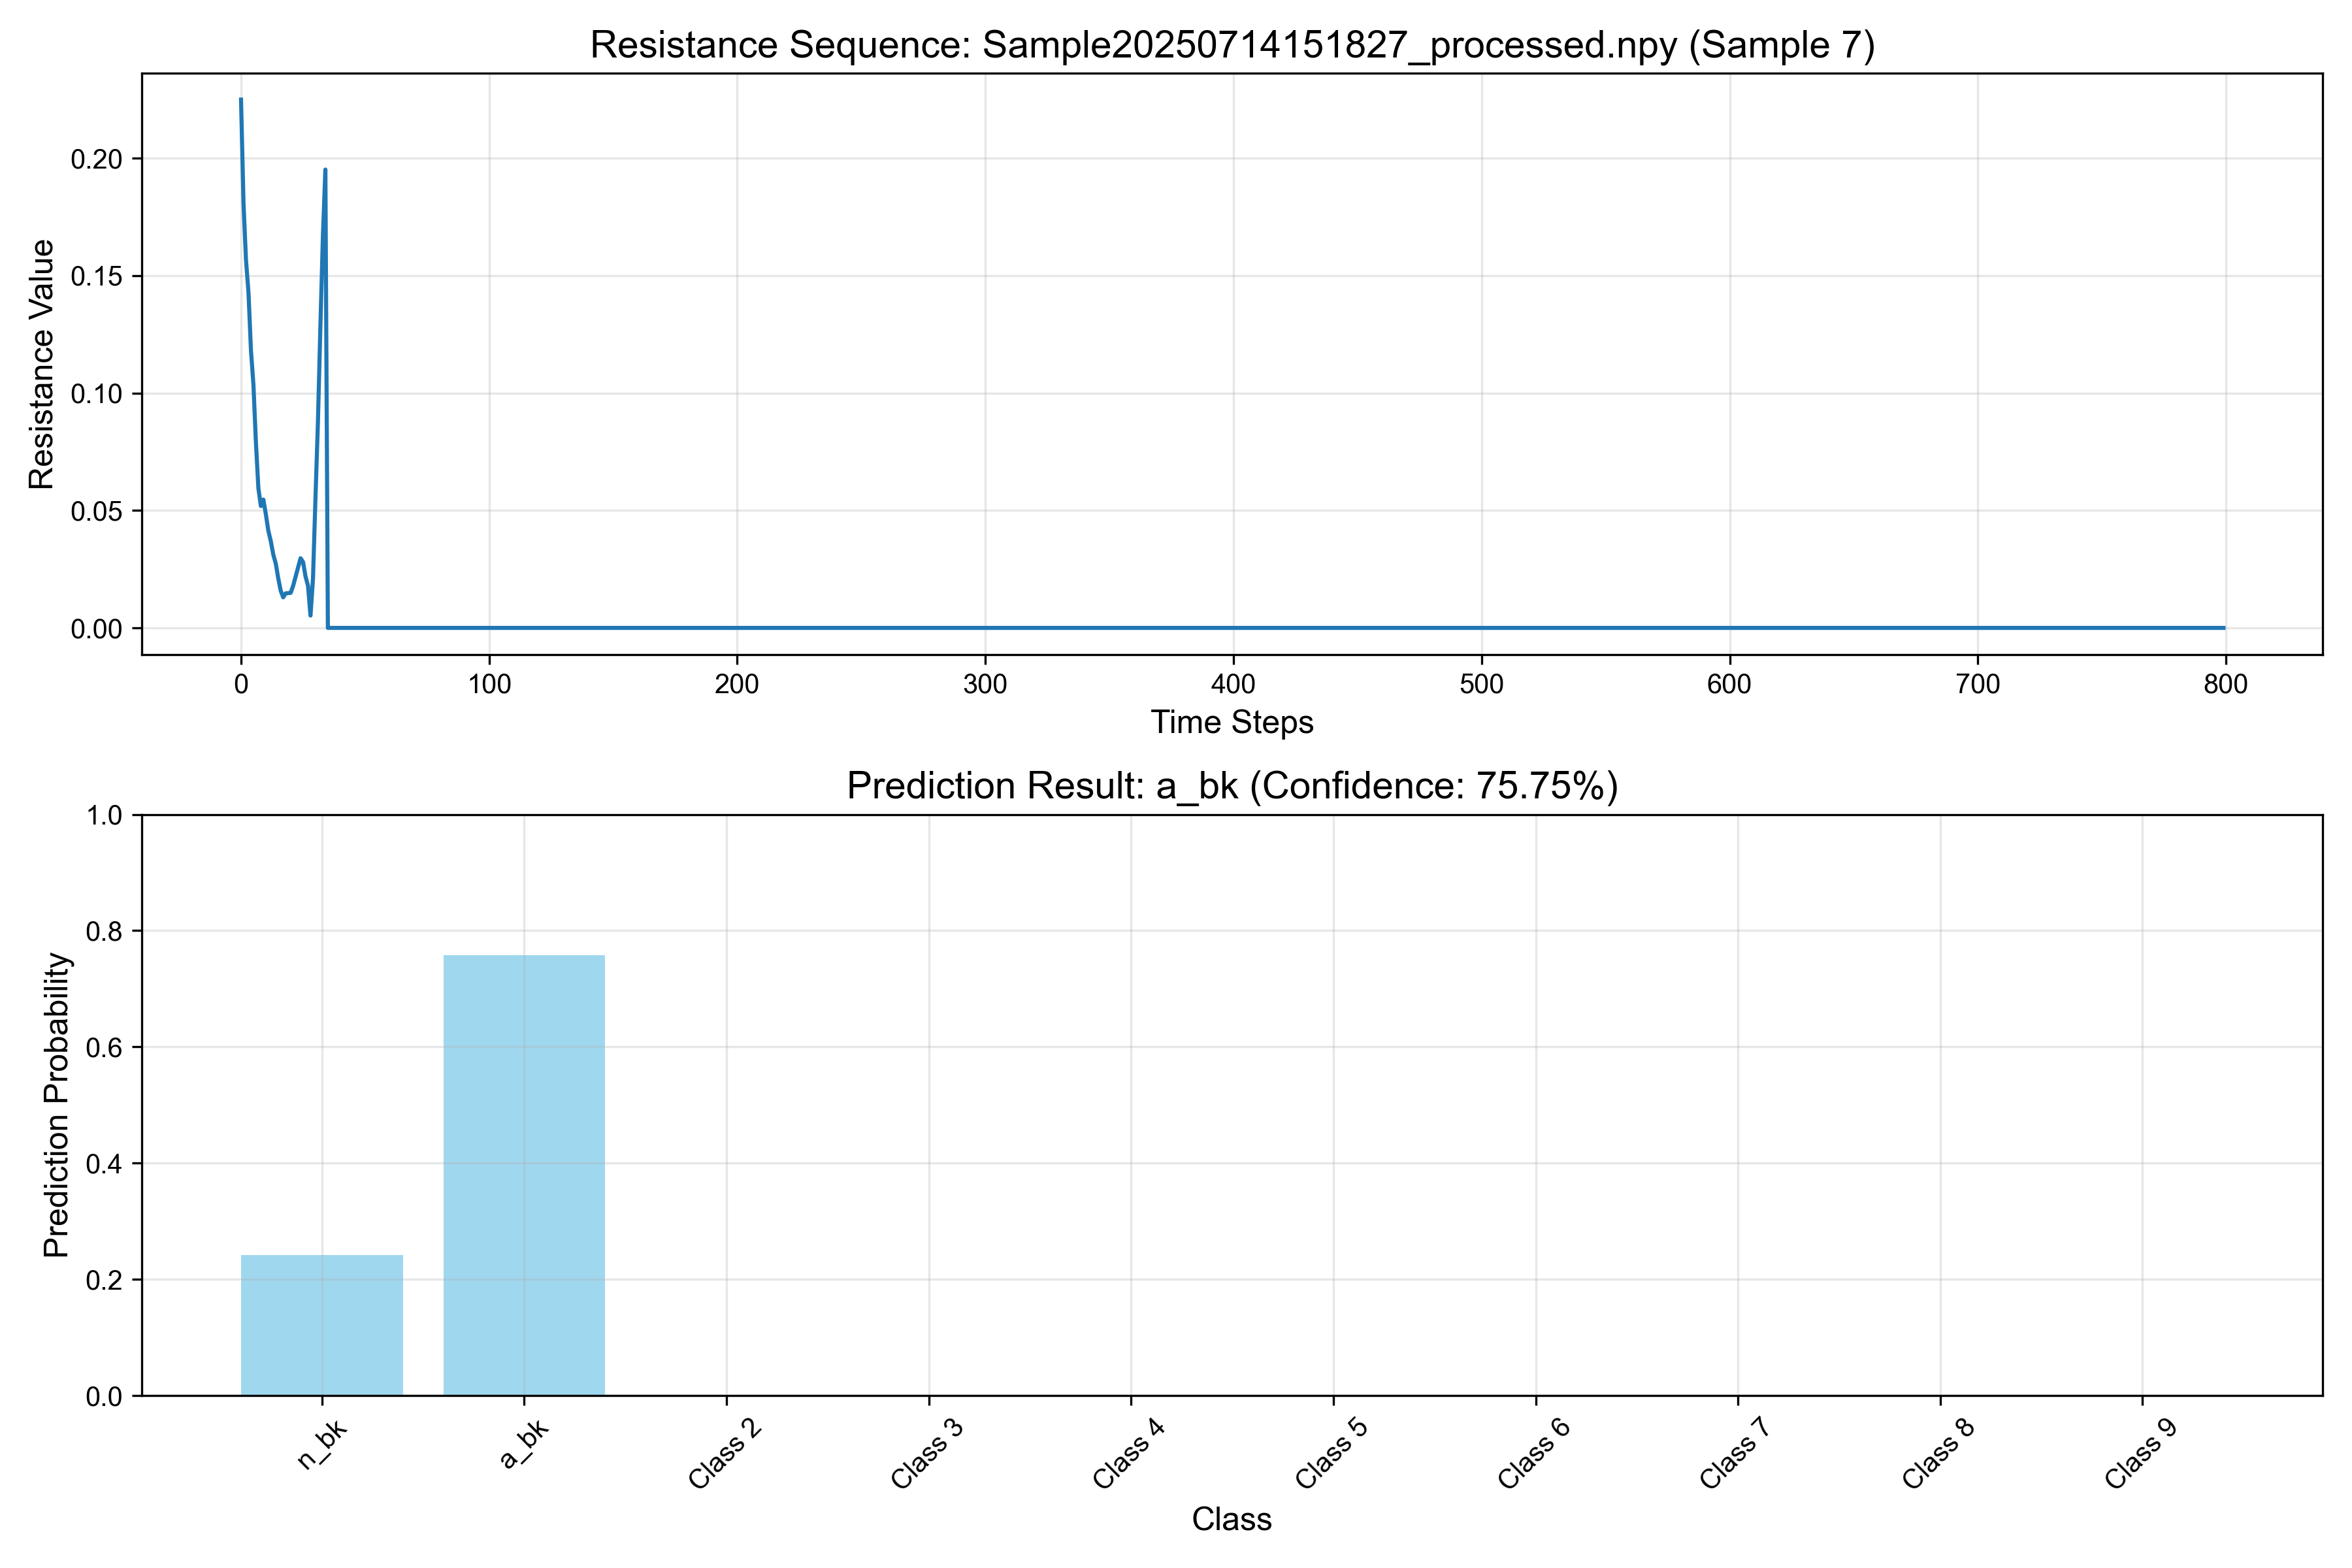 Resistance Sequence: Sample20250714151827_processed.npy (Sample 7)
Resistance Value
0.20
0.15
0.10
0.05
0.00
0 100 200 300 400 500 600 700 800
Time Steps
Prediction Result: a_bk (Confidence: 75.75%)
Prediction Probability
1.0
0.8
0.6
0.4
0.2
0.0
n_bk a_bk Class 2 Class 3 Class 4 Class 5 Class 6 Class 7 Class 8 Class 9
Class